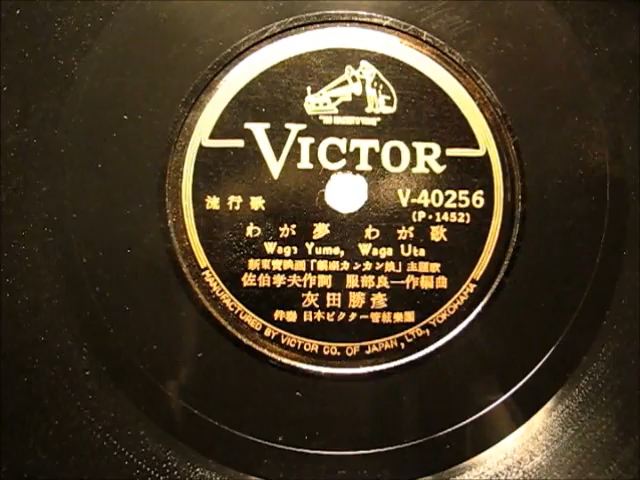 "HIS MASTER'S VOICE"
VICTOR
流行歌
V-40256
(P・1452)
わが夢 わが歌
Waga Yume, Waga Uta
新東寶映画「銀座カンカン娘」主題歌
佐伯孝夫作詞 服部良一作編曲
灰田勝彦
伴奏 日本ビクター管絃樂團
MANUFACTURED BY VICTOR CO. OF JAPAN, LTD., YOKOHAMA